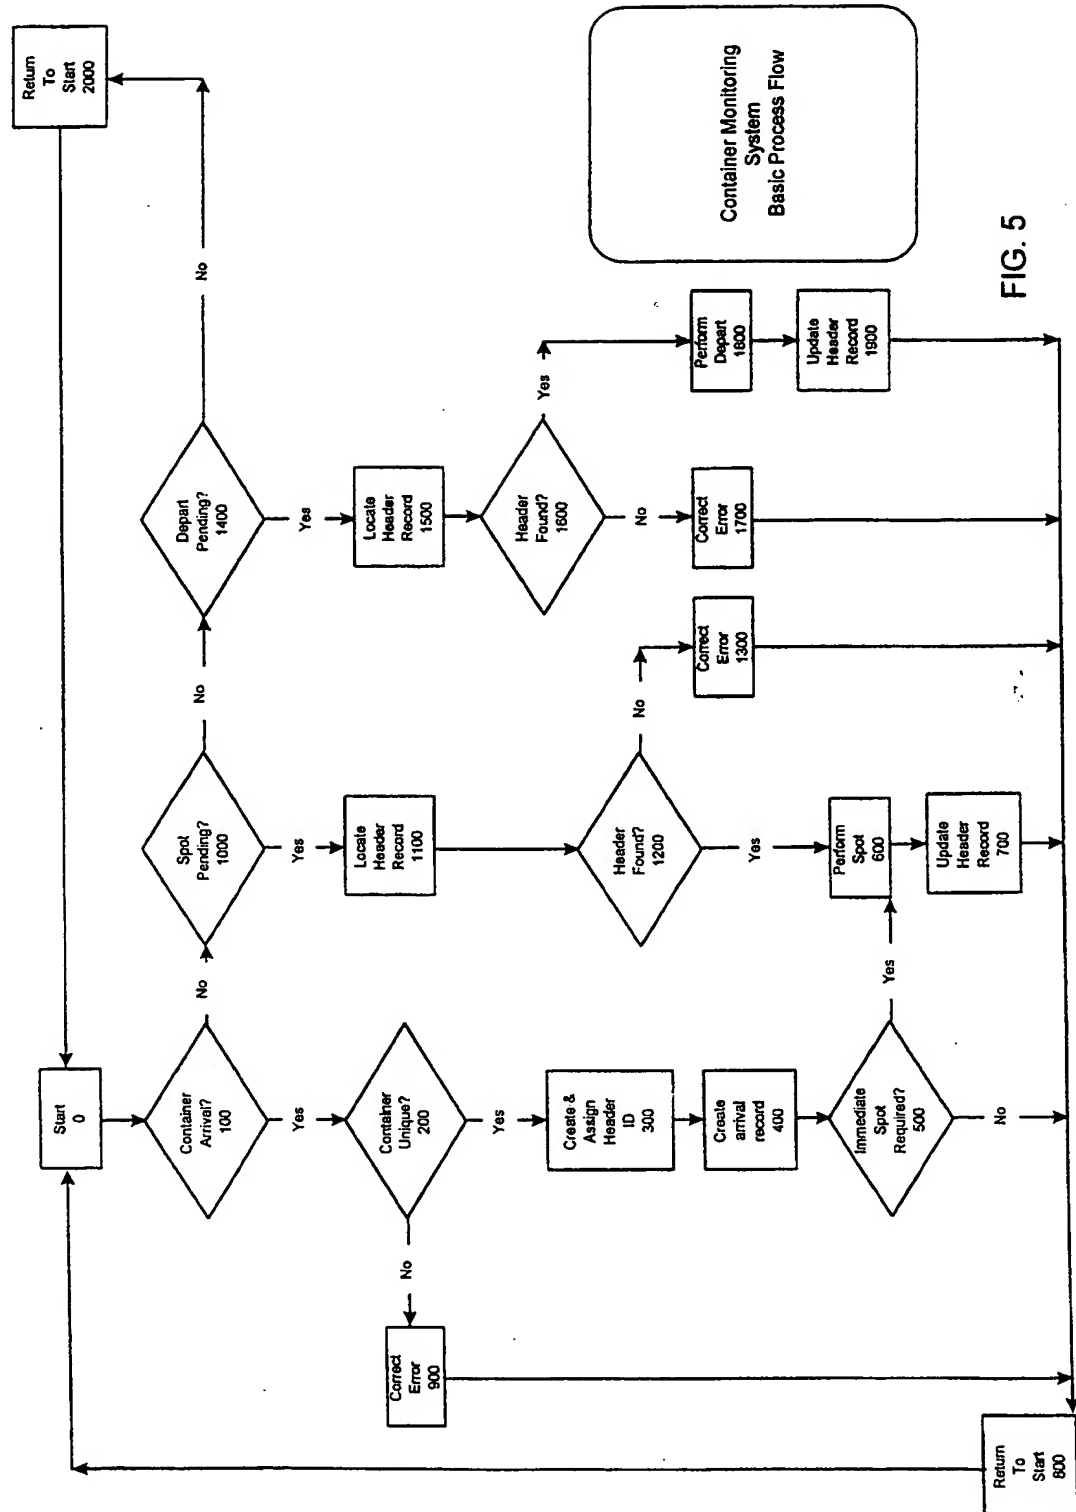 Return
To
Start
2000
Start
0
Container
Arrival?
100
No
Spot
Pending?
1000
No
Depart
Pending?
1400
No
Yes
Yes
Yes
Container
Unique?
200
Locate
Header
Record
1100
Locate
Header
Record
1500
No
Yes
Correct
Error
900
Create &
Assign
Header
ID
300
Header
Found?
1200
Header
Found?
1600
Yes
No
No
Create
arrival
record
400
Yes
Correct
Error
1300
Correct
Error
1700
Perform
Depart
1800
Immediate
Spot
Required?
500
Yes
Perform
Spot
600
Update
Header
Record
1900
No
Update
Header
Record
700
Return
To
Start
800
Container Monitoring
System
Basic Process Flow
FIG. 5